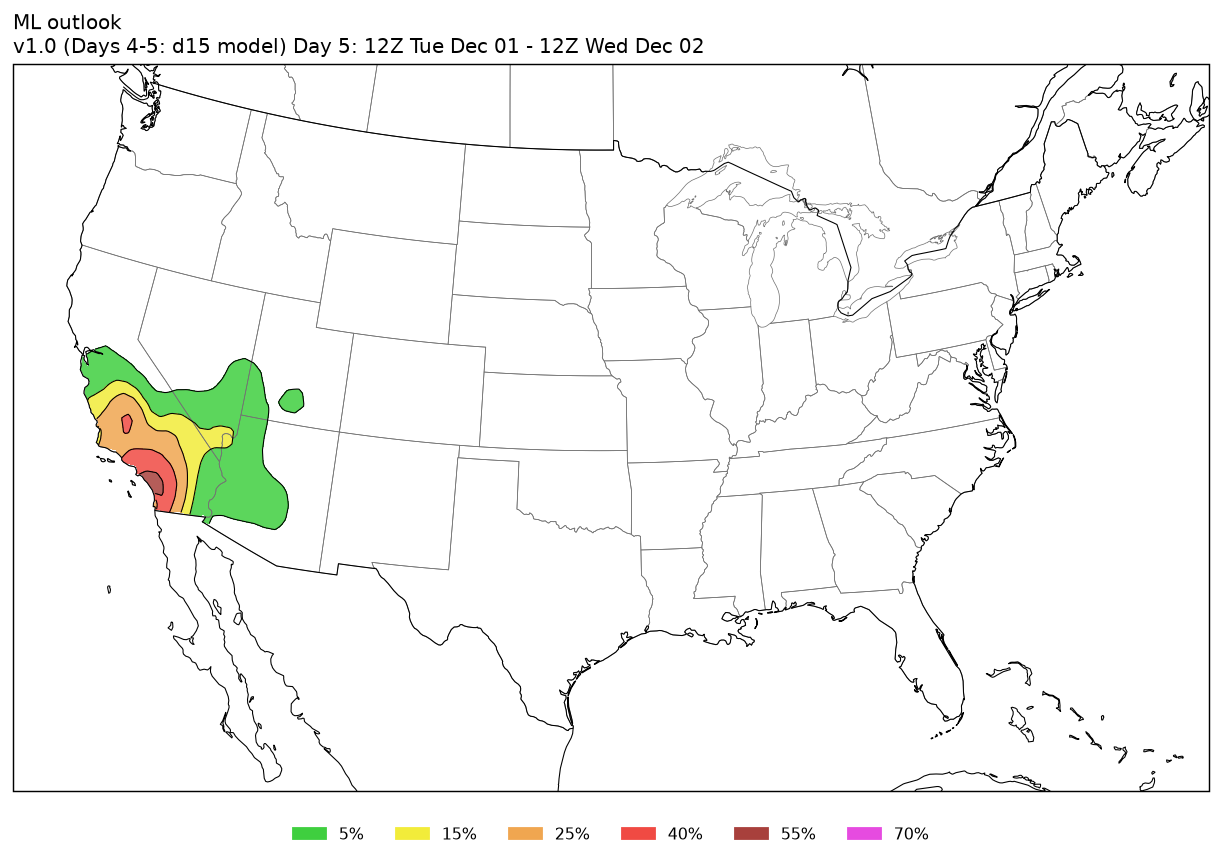 ML outlook
v1.0 (Days 4-5: d15 model) Day 5: 12Z Tue Dec 01 - 12Z Wed Dec 02
5% 15% 25% 40% 55% 70%